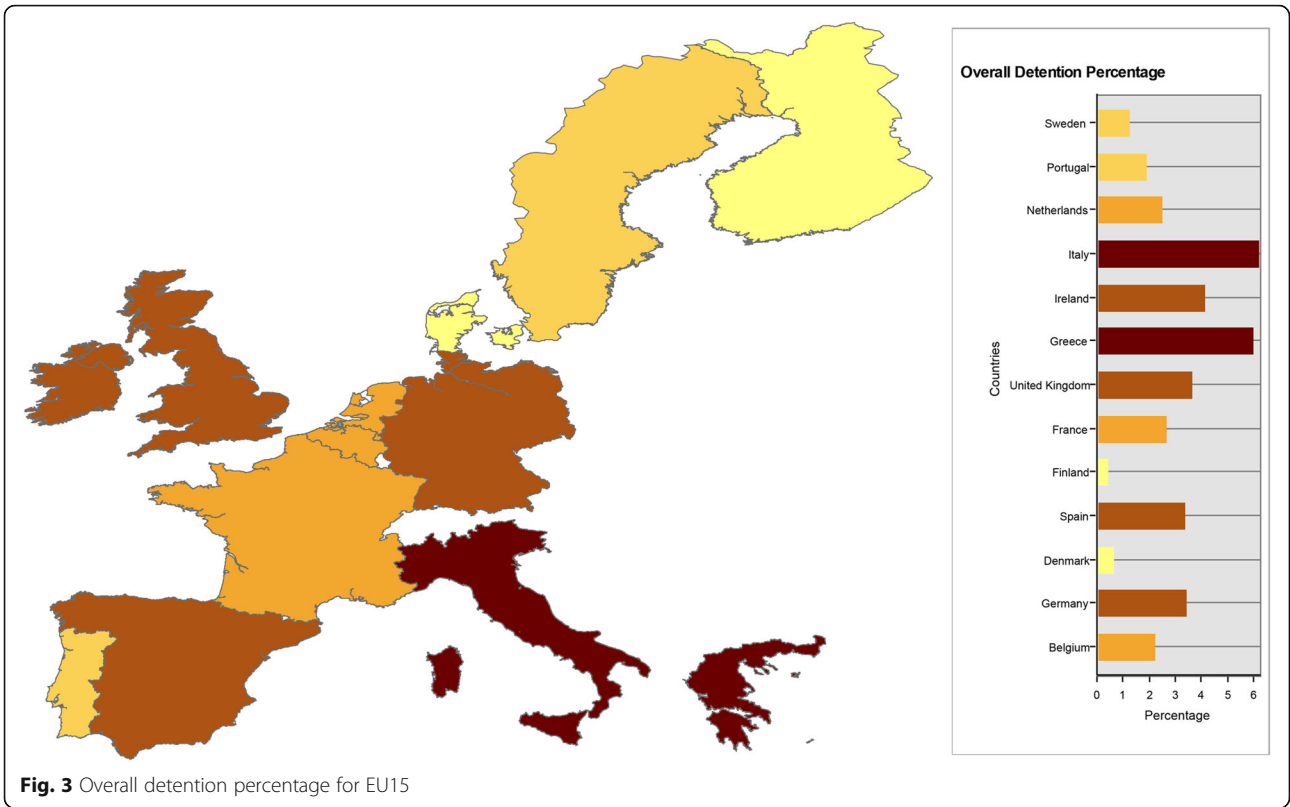 Overall Detention Percentage
Sweden
Portugal
Netherlands
Italy
Ireland
Greece
United Kingdom
France
Finland
Spain
Denmark
Germany
Belgium
Countries
0 1 2 3 4 5 6
Percentage
Fig. 3 Overall detention percentage for EU15